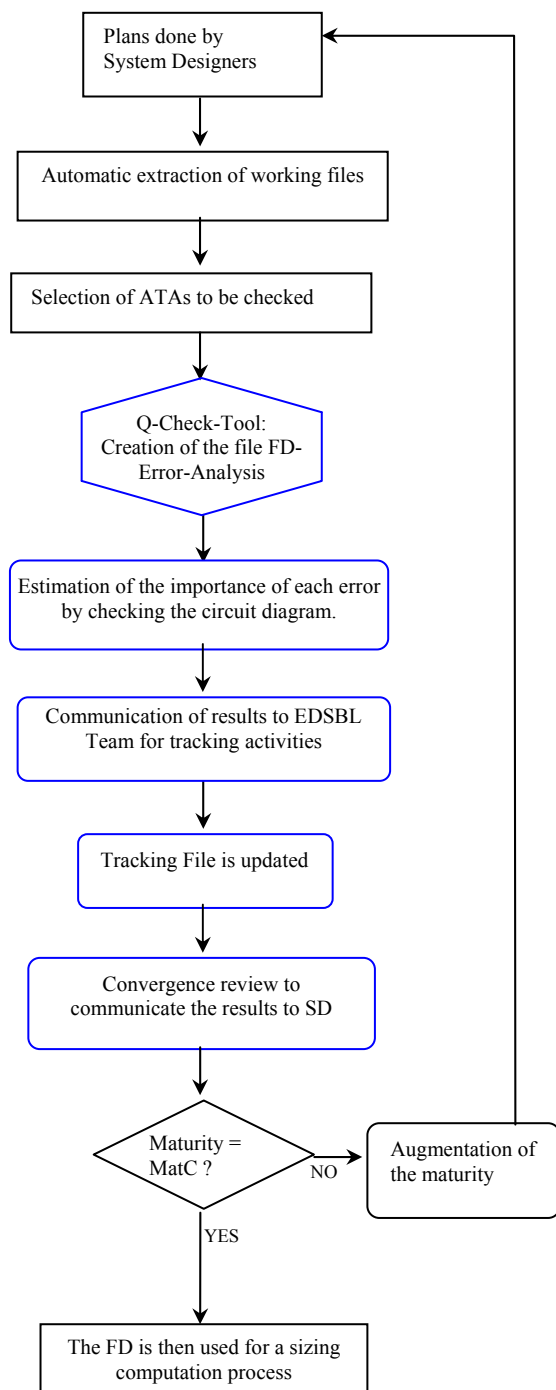 Plans done by
System Designers
Automatic extraction of working files
Selection of ATAs to be checked
Q-Check-Tool:
Creation of the file FD-
Error-Analysis
Estimation of the importance of each error
by checking the circuit diagram.
Communication of results to EDSBL
Team for tracking activities
Tracking File is updated
Convergence review to
communicate the results to SD
Maturity =
MatC ?
NO
Augmentation of
the maturity
YES
The FD is then used for a sizing
computation process